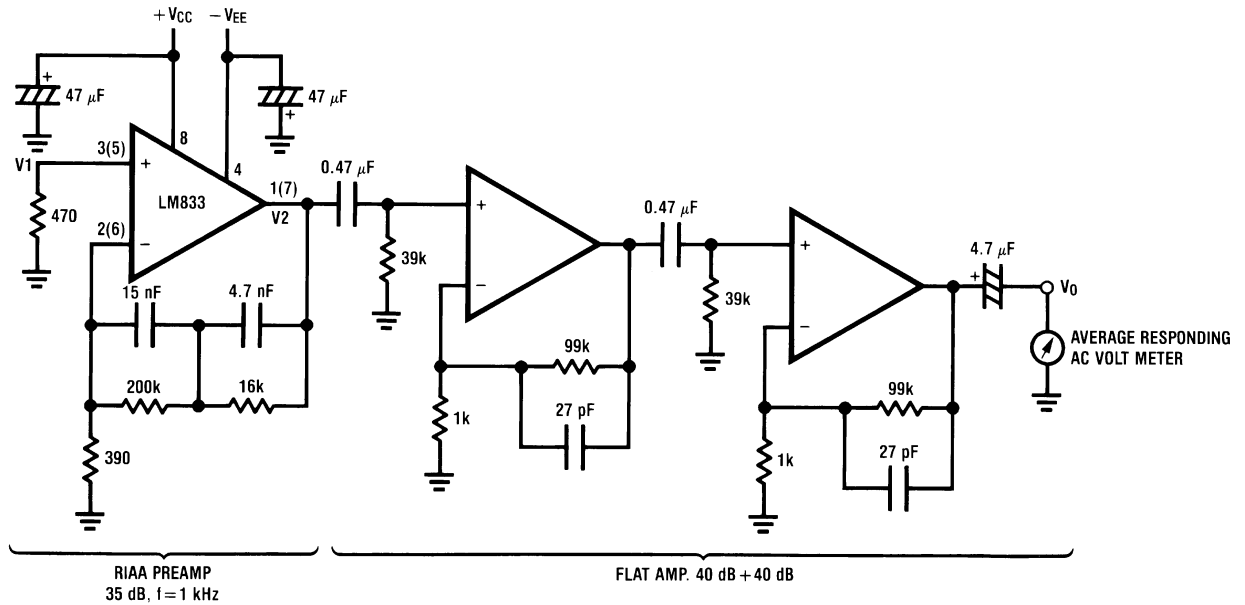 +VCC
−VEE
+
47 μF
47 μF
+
8
4
3(5)
V1
+
LM833
1(7)
V2
470
2(6)
−
15 nF
4.7 nF
200k
16k
390
0.47 μF
39k
+
−
99k
27 pF
1k
0.47 μF
39k
+
−
99k
27 pF
1k
4.7 μF
+
VO
AVERAGE RESPONDING
AC VOLT METER
RIAA PREAMP
35 dB, f=1 kHz
FLAT AMP. 40 dB+40 dB